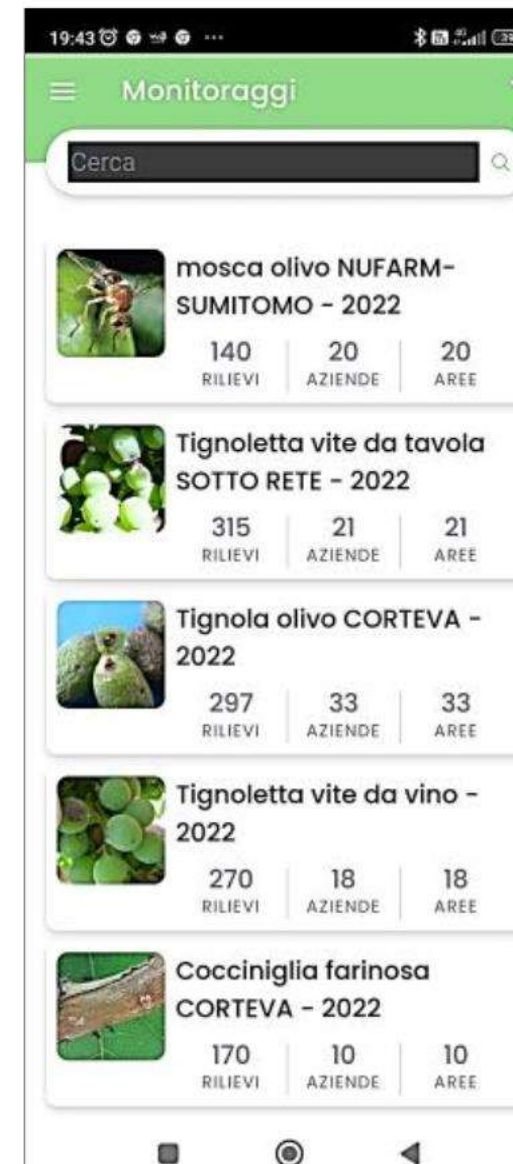 19:43
Monitoraggi
Cerca
mosca olivo NUFARM-
SUMITOMO - 2022
140 20 20
RILIEVI AZIENDE AREE
Tignoletta vite da tavola
SOTTO RETE - 2022
315 21 21
RILIEVI AZIENDE AREE
Tignola olivo CORTEVA -
2022
297 33 33
RILIEVI AZIENDE AREE
Tignoletta vite da vino -
2022
270 18 18
RILIEVI AZIENDE AREE
Cocciniglia farinosa
CORTEVA - 2022
170 10 10
RILIEVI AZIENDE AREE